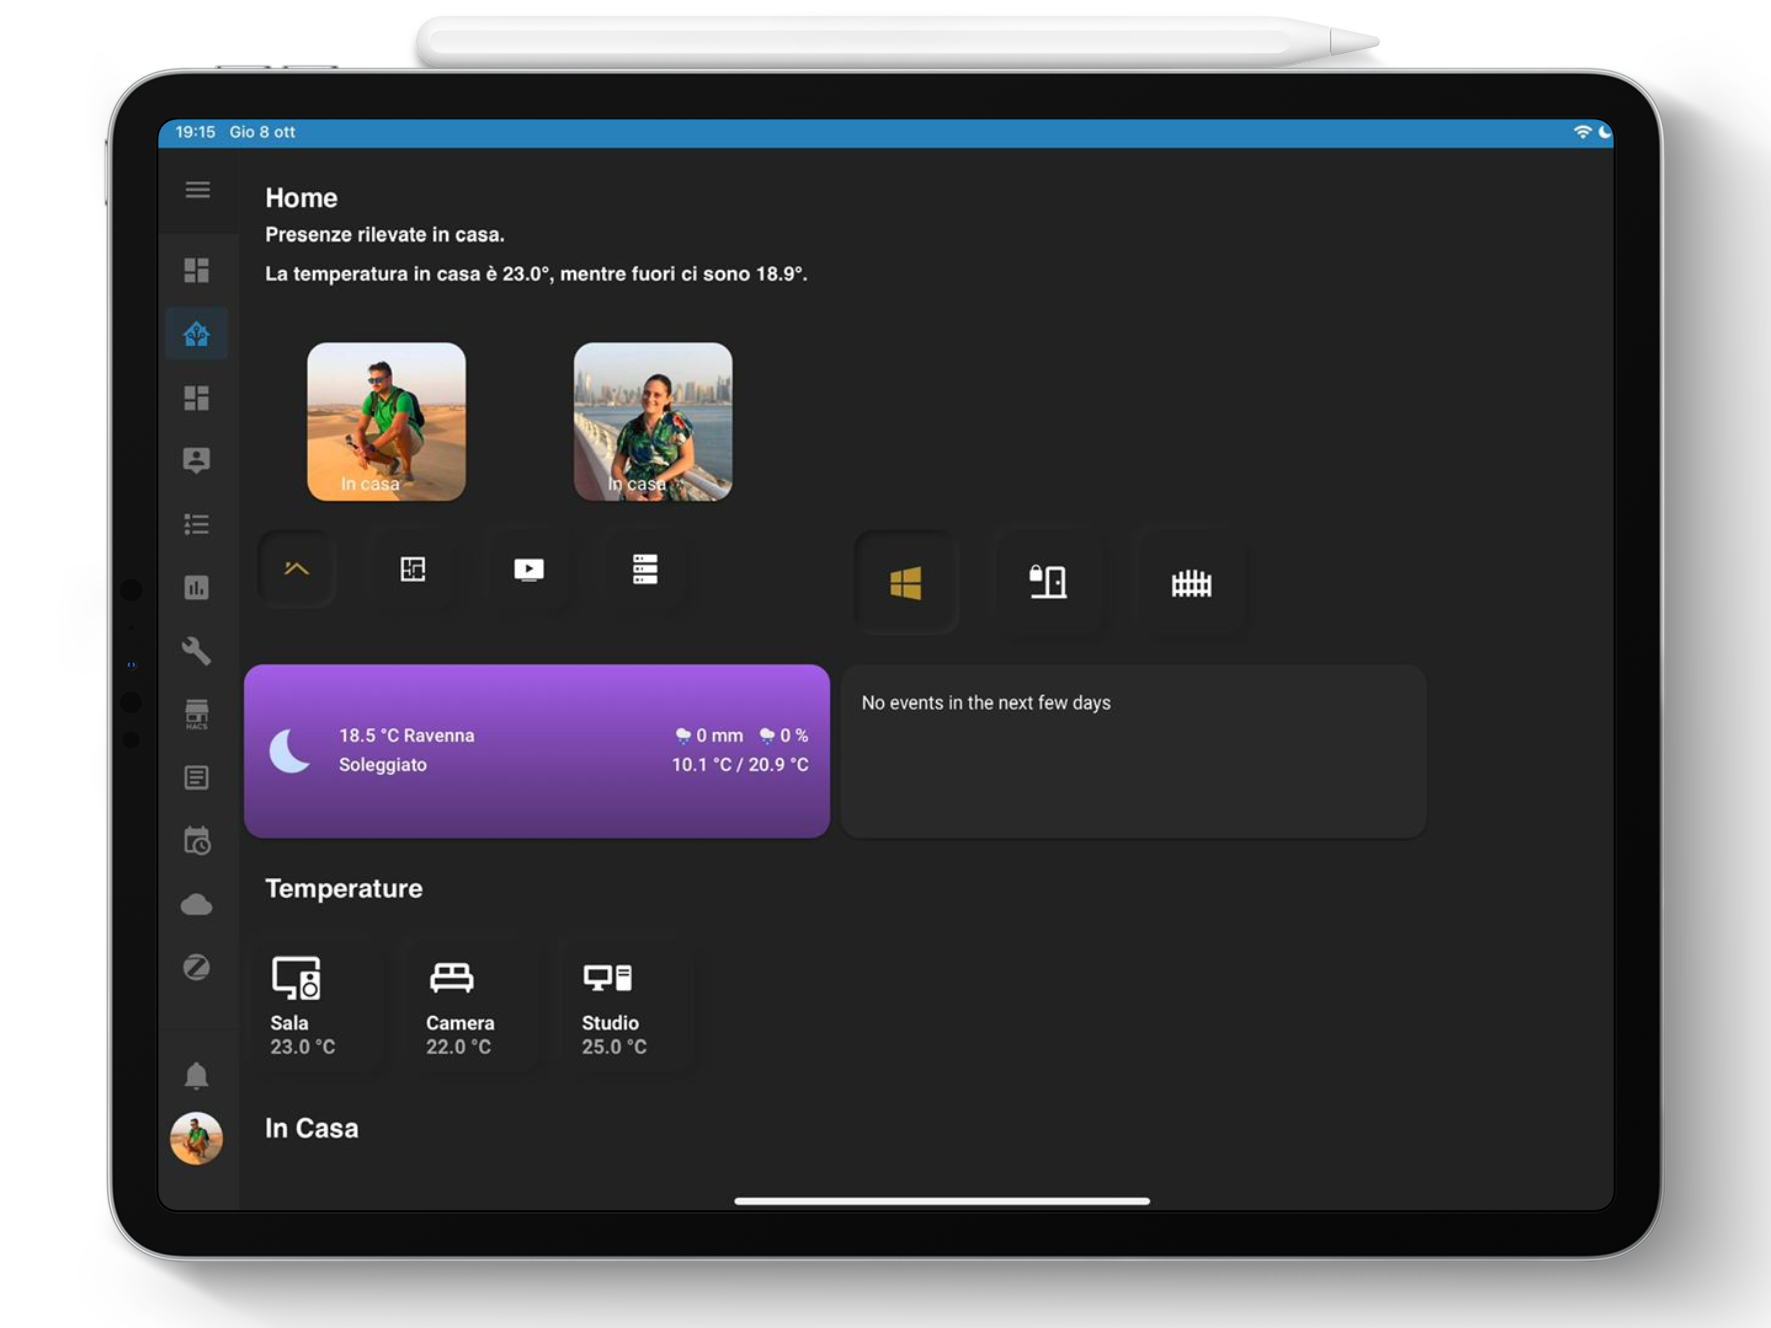 19:15 Gio 8 ott
Home
Presenze rilevate in casa.
La temperatura in casa è 23.0°, mentre fuori ci sono 18.9°.
In casa
In casa
HACS
18.5 °C Ravenna
0 mm 0 %
Soleggiato
10.1 °C / 20.9 °C
No events in the next few days
Temperature
Sala
23.0 °C
Camera
22.0 °C
Studio
25.0 °C
In Casa